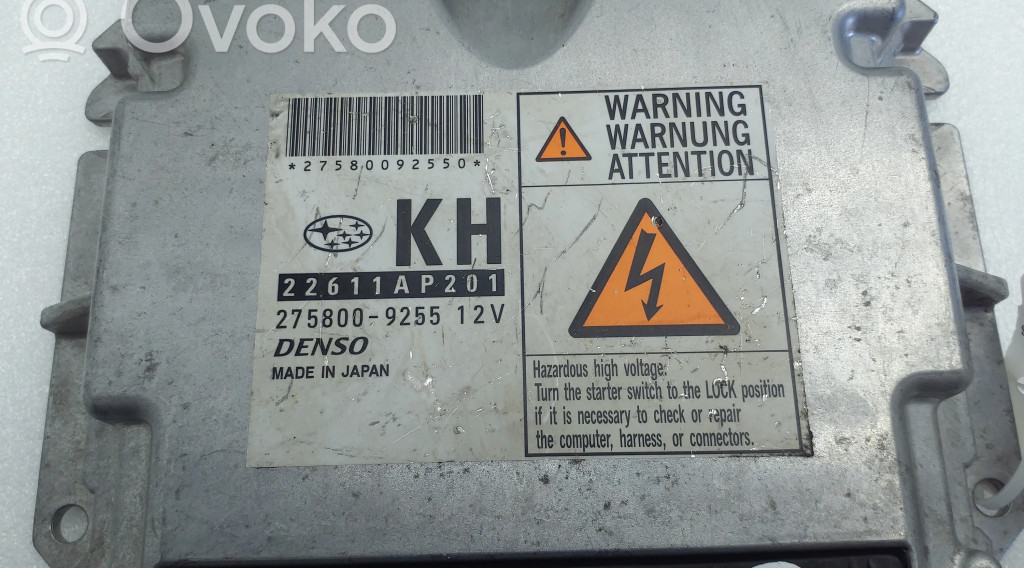 Ovoko
*27580092550*
KH
22611AP201
275800-9255 12V
DENSO
MADE IN JAPAN
WARNING
WARNUNG
ATTENTION
Hazardous high voltage:
Turn the starter switch to the LOCK position
if it is necessary to check or repair
the computer, harness, or connectors.